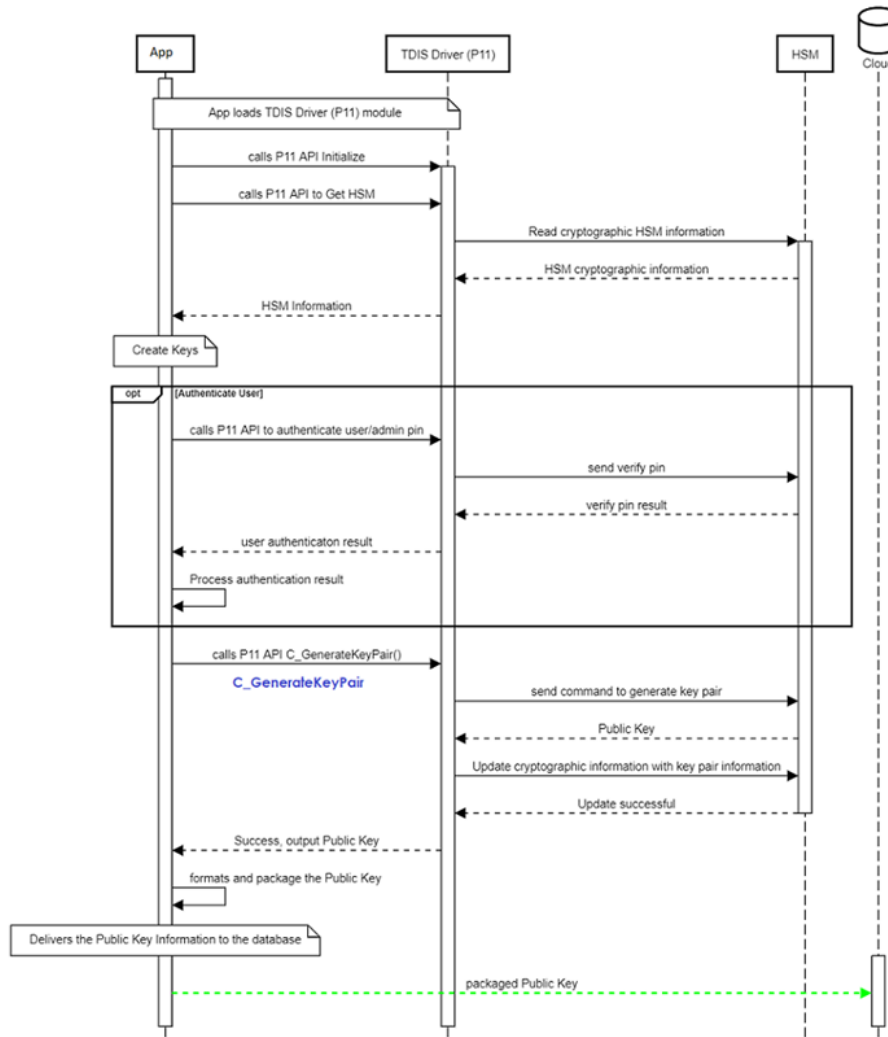 App
TDIS Driver (P11)
HSM
Cloud
App loads TDIS Driver (P11) module
calls P11 API Initialize
calls P11 API to Get HSM
Read cryptographic HSM information
HSM cryptographic information
HSM Information
Create Keys
opt [Authenticate User]
calls P11 API to authenticate user/admin pin
send verify pin
verify pin result
user authenticaton result
Process authentication result
calls P11 API C_GenerateKeyPair()
C_GenerateKeyPair
send command to generate key pair
Public Key
Update cryptographic information with key pair information
Update successful
Success, output Public Key
formats and package the Public Key
Delivers the Public Key Information to the database
packaged Public Key